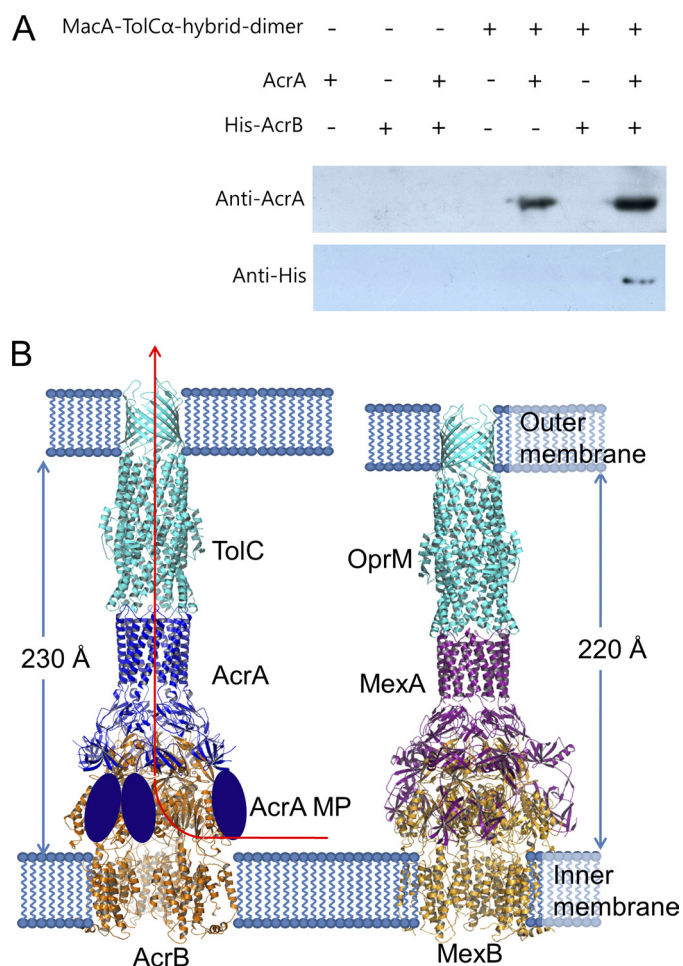 A
MacA-TolCα-hybrid-dimer - - - + + + +
AcrA + - + - + - +
His-AcrB - + + - - + +
Anti-AcrA
Anti-His
B
Outer
membrane
TolC
OprM
230 Å
AcrA
MexA
220 Å
AcrA MP
Inner
membrane
AcrB
MexB